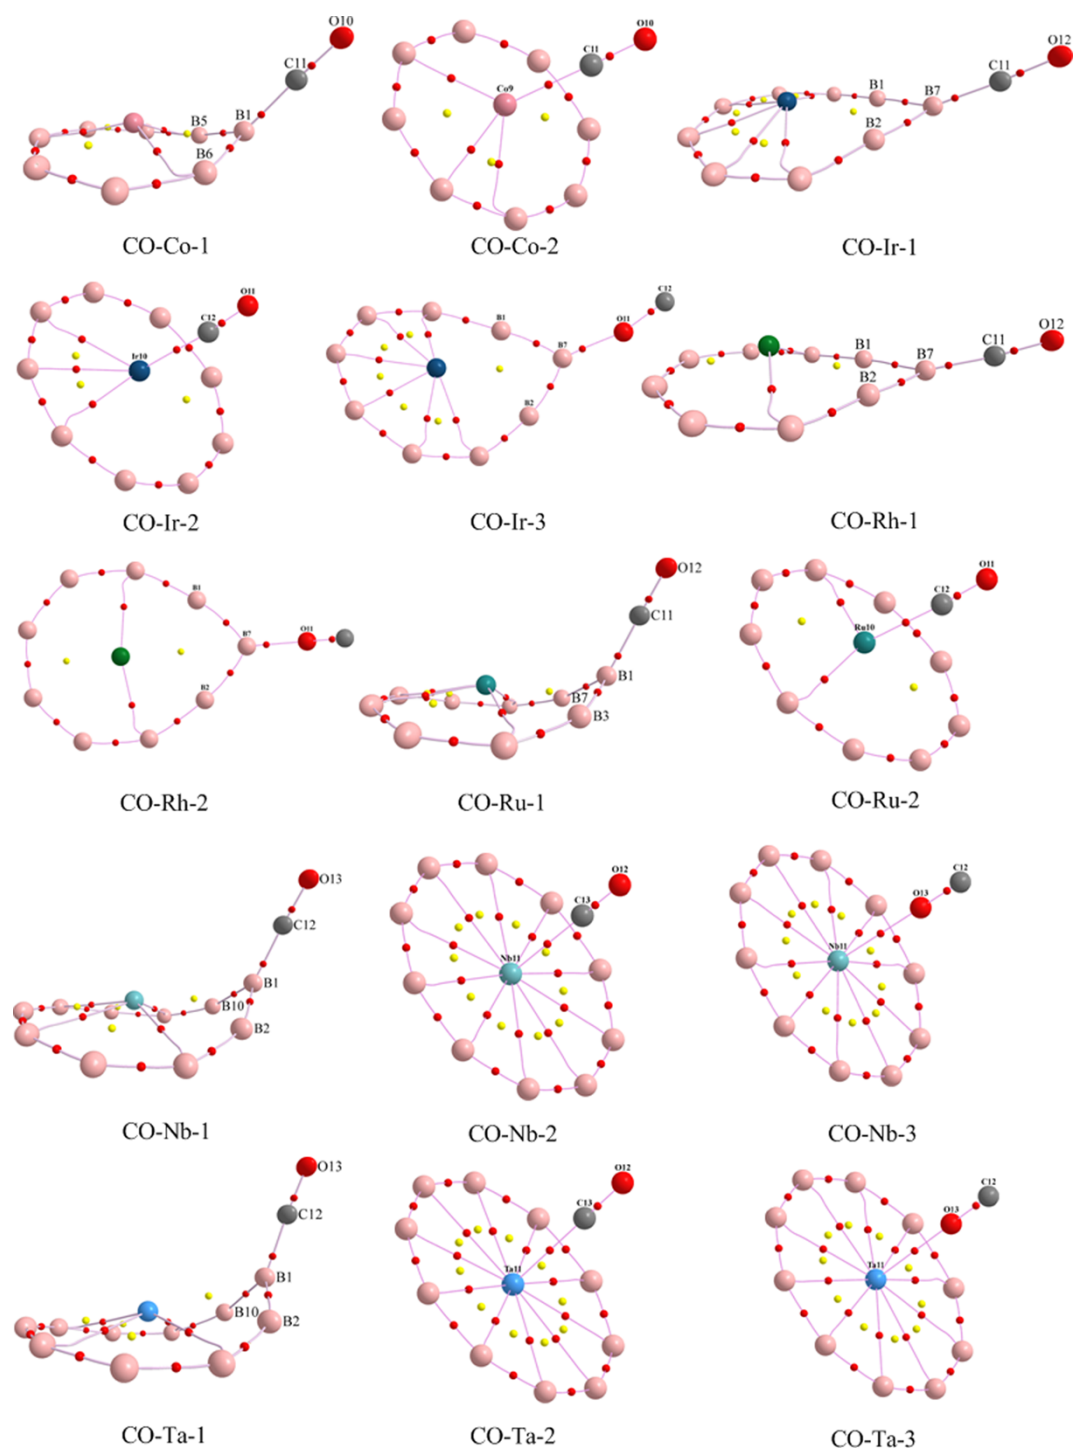 O10
C11
B5
B1
B6
CO-Co-1
O10
C11
Co9
CO-Co-2
O12
C11
B1
B7
B2
CO-Ir-1
O11
C12
Ir10
CO-Ir-2
C12
B1
O11
B7
B2
CO-Ir-3
O12
C11
B1
B7
B2
CO-Rh-1
B1
B7
O11
B2
CO-Rh-2
O12
C11
B1
B7
B3
CO-Ru-1
O11
C12
Ru10
CO-Ru-2
O13
C12
B1
B10
B2
CO-Nb-1
O12
C13
Nb11
CO-Nb-2
C12
O13
Nb11
CO-Nb-3
O13
C12
B1
B10
B2
CO-Ta-1
O12
C13
Ta11
CO-Ta-2
C12
O13
Ta11
CO-Ta-3